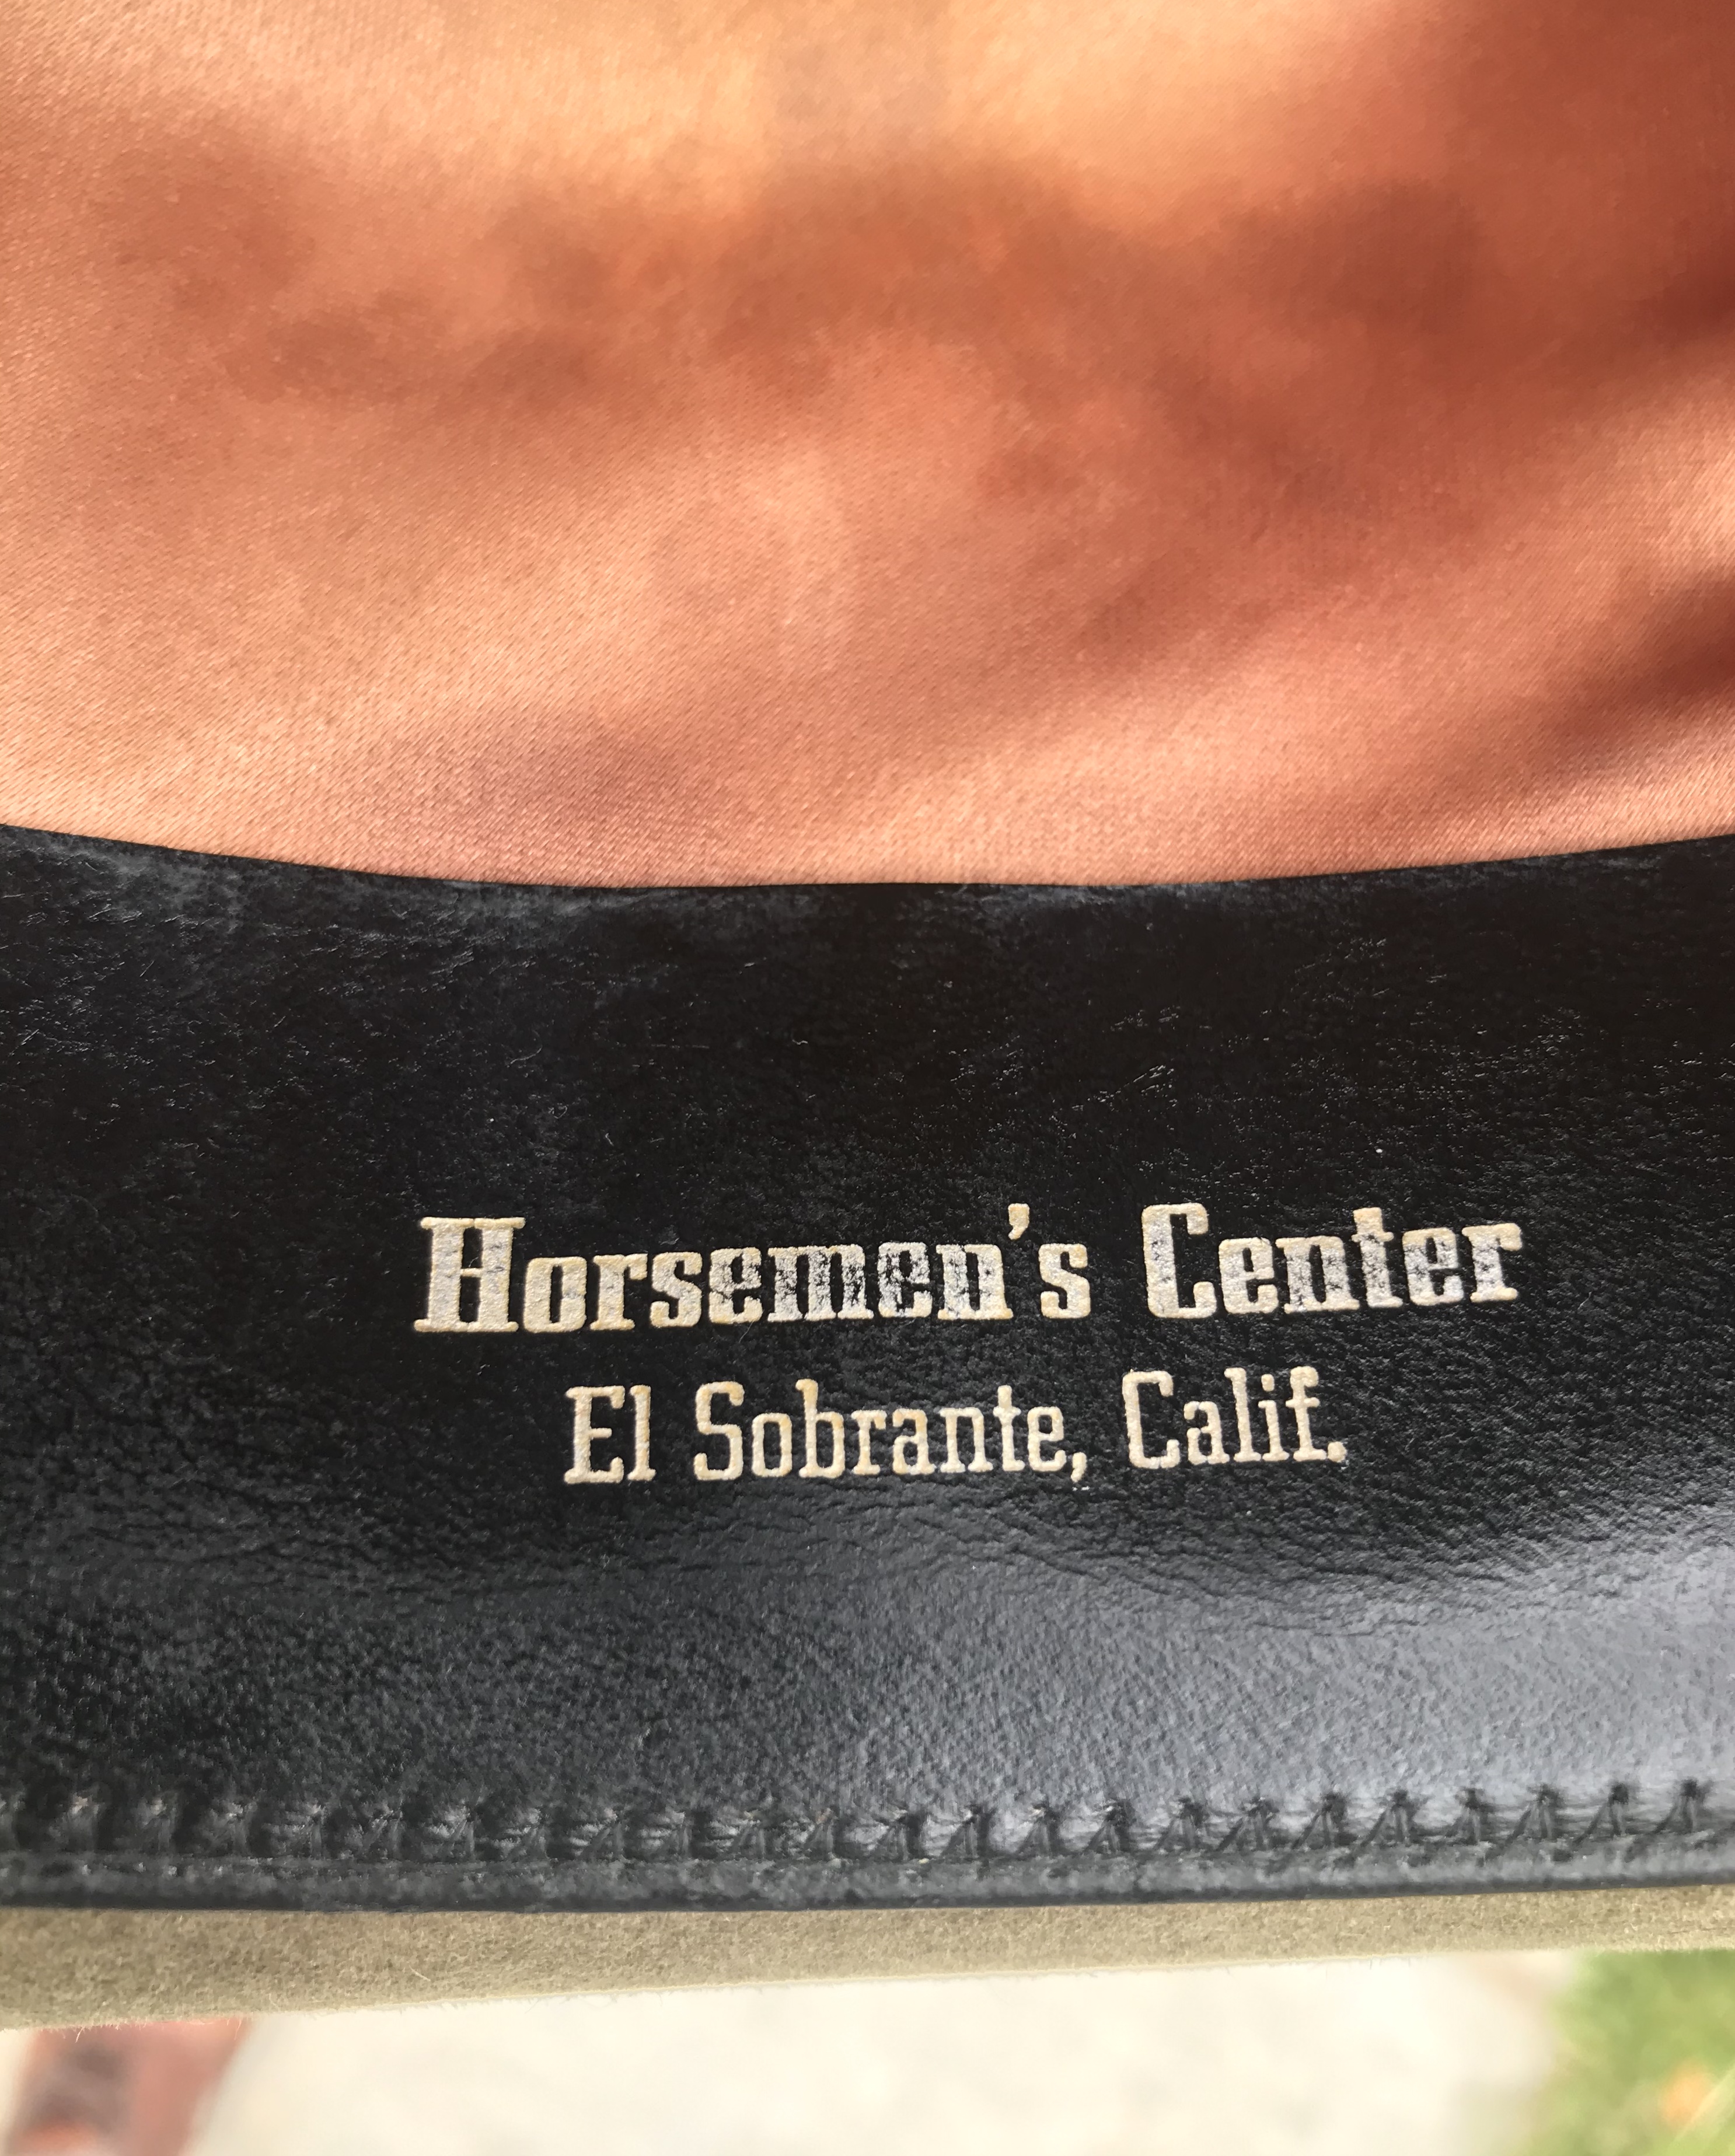 Horsemen's Center
El Sobrante, Calif.